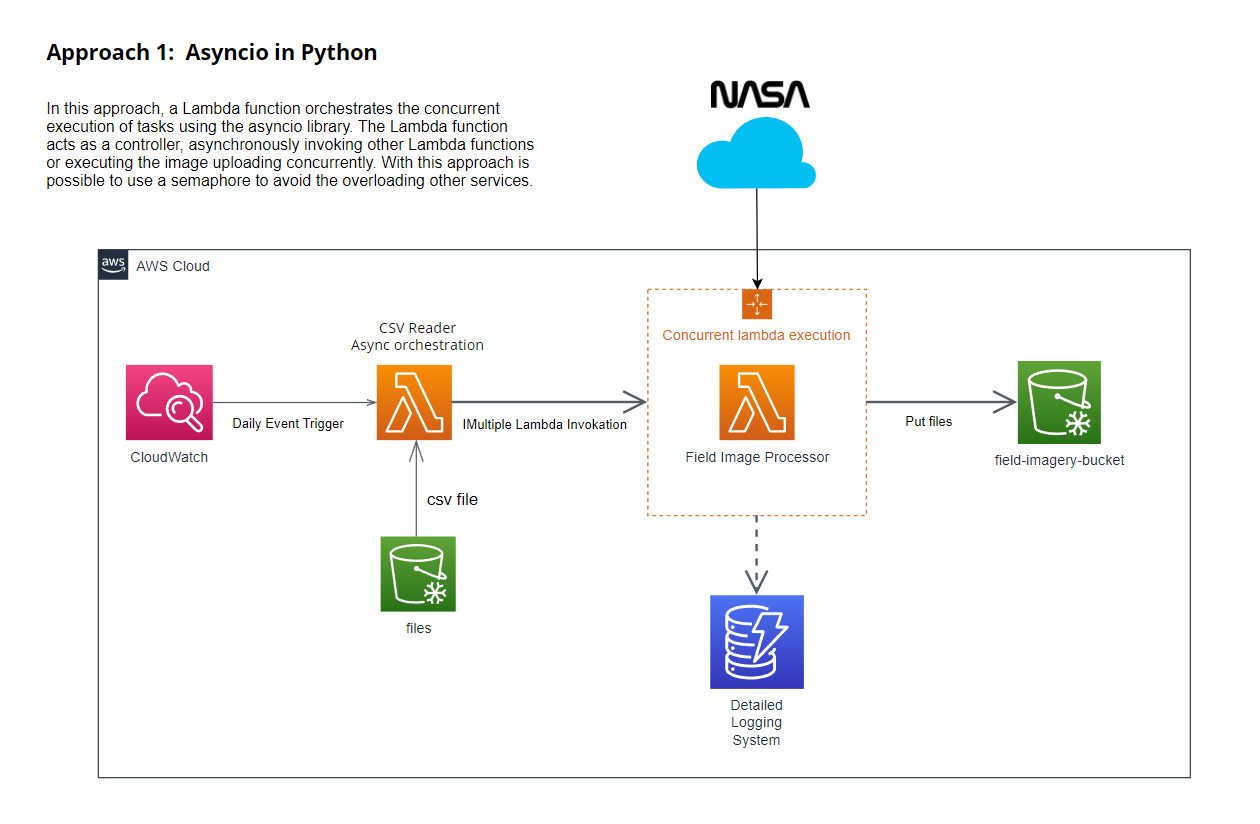 Approach 1:  Asyncio in Python
In this approach, a Lambda function orchestrates the concurrent
execution of tasks using the asyncio library. The Lambda function
acts as a controller, asynchronously invoking other Lambda functions
or executing the image uploading concurrently. With this approach is
possible to use a semaphore to avoid the overloading other services.
NASA
aws
AWS Cloud
CSV Reader
Async orchestration
Concurrent lambda execution
Daily Event Trigger
IMultiple Lambda Invokation
Put files
CloudWatch
Field Image Processor
field-imagery-bucket
csv file
files
Detailed
Logging
System